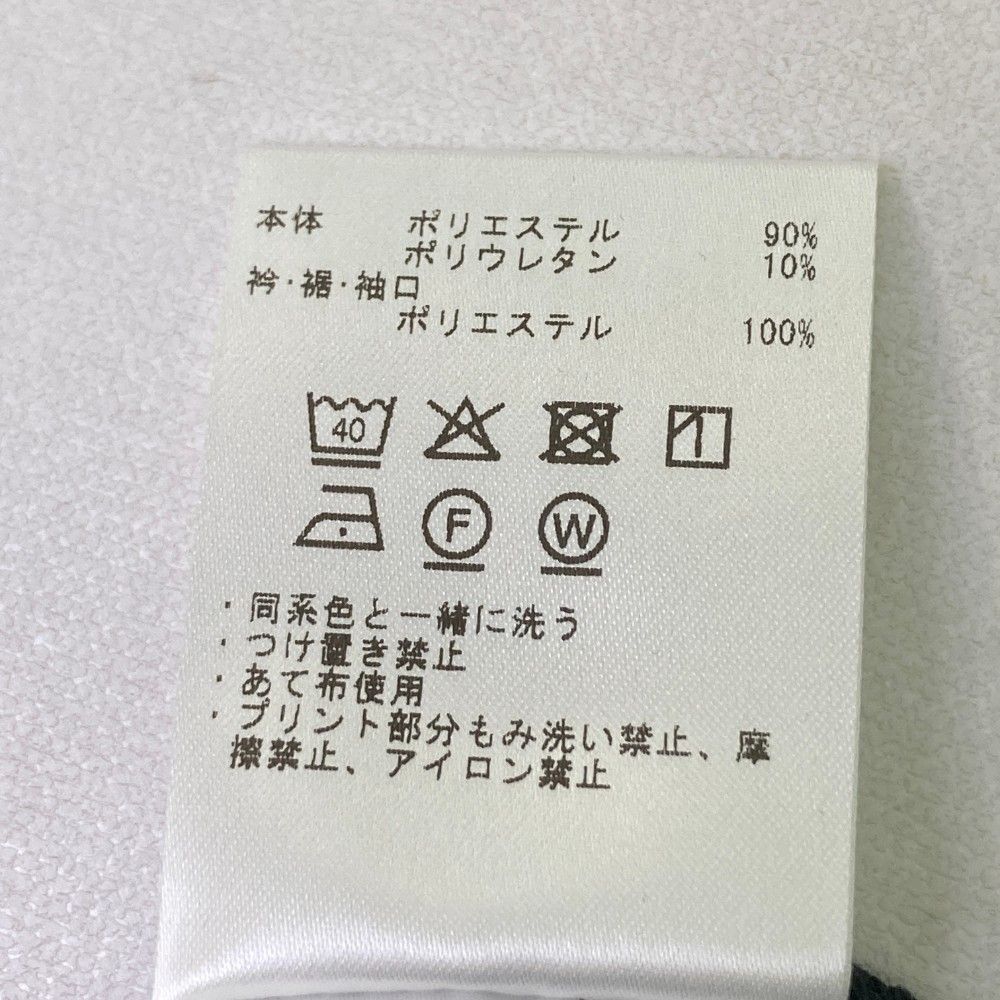 本体 ポリエステル 90%
ポリウレタン 10%
衿・裾・袖口
ポリエステル 100%
40
F W
・同系色と一緒に洗う
・つけ置き禁止
・あて布使用
・プリント部分もみ洗い禁止、摩
擦禁止、アイロン禁止